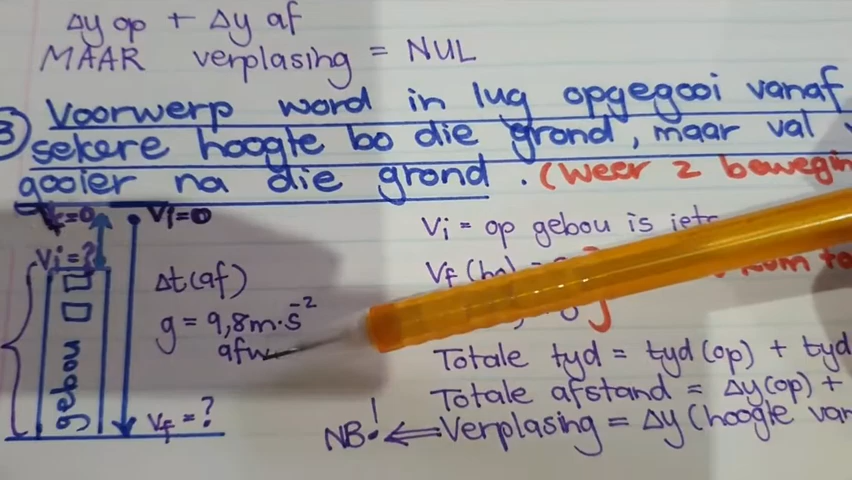 Δy op + Δy af
MAAR verplasing = NUL
3) Voorwerp word in lug opgegooi vanaf
sekere hoogte bo die grond, maar val
gooier na die grond. (Weer 2 bewegin
Vf=0 Vi=0
Vi=?
gebou
Δt(af)
g = 9,8m·s⁻²
afw
Vf=?
Vi = op gebou is iets
Totale tyd = tyd(op) + tyd
Totale afstand = Δy(op) +
NB! ⇐ Verplasing = Δy (hoogte van